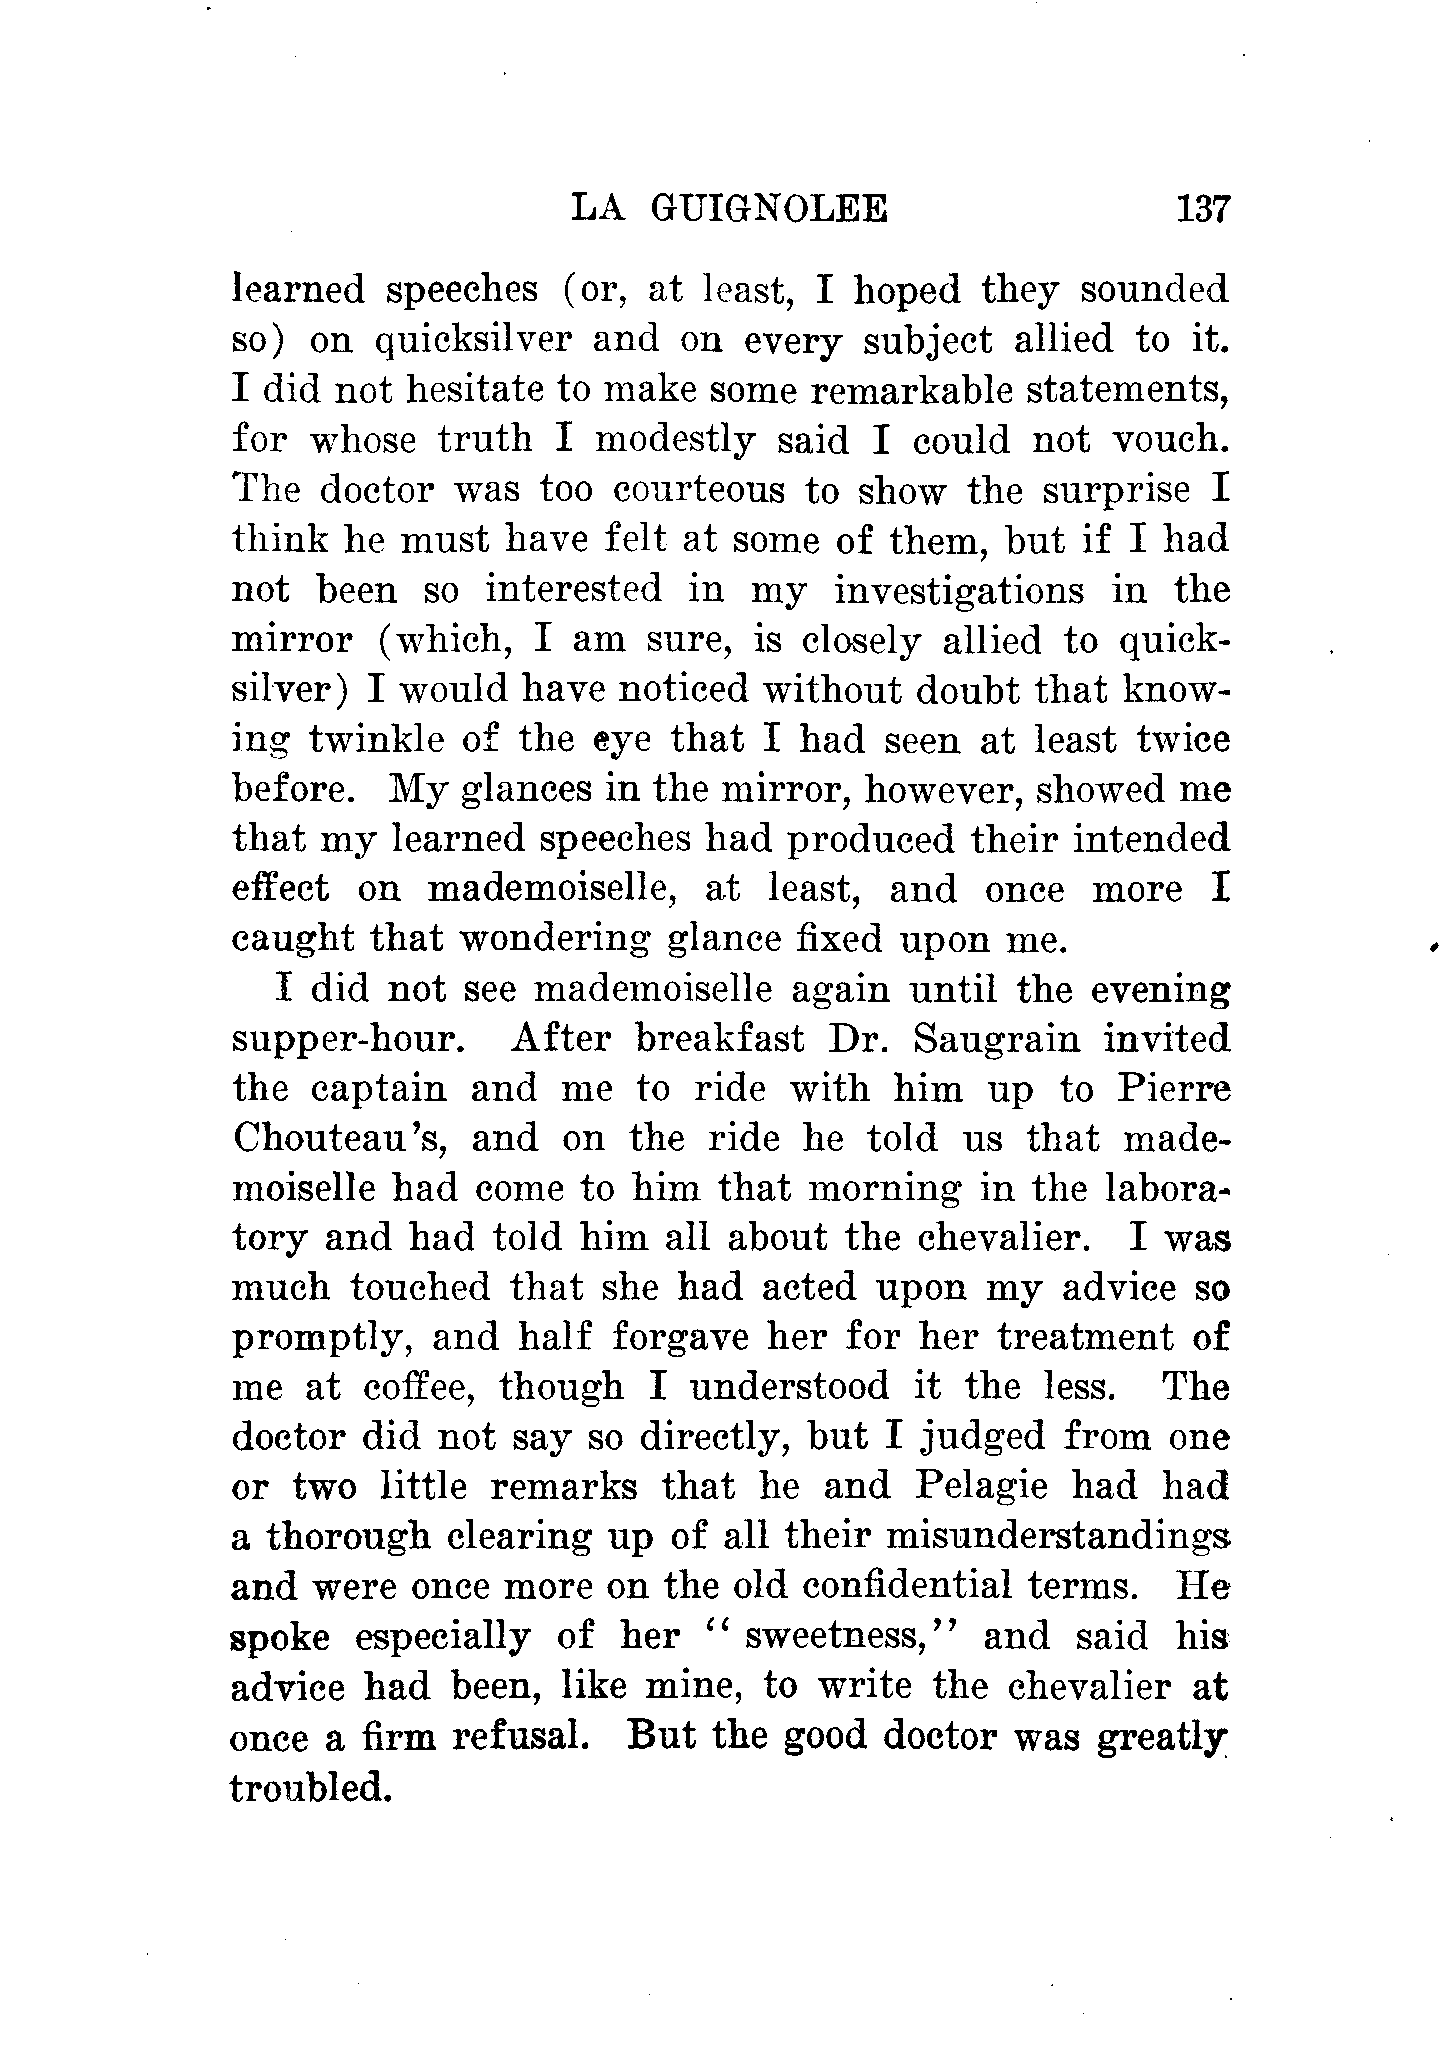 LA GUIGNOLEE 137
learned speeches (or, at least, I hoped they sounded
so) on quicksilver and on every subject allied to it.
I did not hesitate to make some remarkable statements,
for whose truth I modestly said I could not vouch.
The doctor was too courteous to show the surprise I
think he must have felt at some of them, but if I had
not been so interested in my investigations in the
mirror (which, I am sure, is closely allied to quick-
silver) I would have noticed without doubt that know-
ing twinkle of the eye that I had seen at least twice
before. My glances in the mirror, however, showed me
that my learned speeches had produced their intended
effect on mademoiselle, at least, and once more I
caught that wondering glance fixed upon me.
I did not see mademoiselle again until the evening
supper-hour. After breakfast Dr. Saugrain invited
the captain and me to ride with him up to Pierre
Chouteau's, and on the ride he told us that made-
moiselle had come to him that morning in the labora-
tory and had told him all about the chevalier. I was
much touched that she had acted upon my advice so
promptly, and half forgave her for her treatment of
me at coffee, though I understood it the less. The
doctor did not say so directly, but I judged from one
or two little remarks that he and Pelagie had had
a thorough clearing up of all their misunderstandings
and were once more on the old confidential terms. He
spoke especially of her "sweetness," and said his
advice had been, like mine, to write the chevalier at
once a firm refusal. But the good doctor was greatly
troubled.